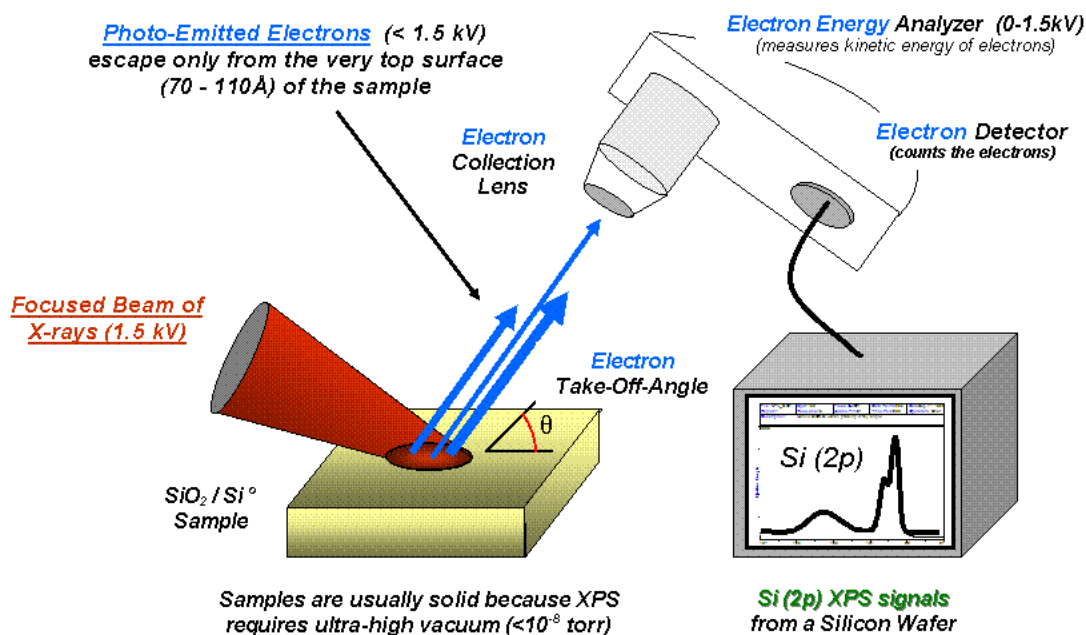 Photo-Emitted Electrons (< 1.5 kV)
escape only from the very top surface
(70 - 110Å) of the sample
Electron Energy Analyzer (0-1.5kV)
(measures kinetic energy of electrons)
Electron Detector
(counts the electrons)
Electron
Collection
Lens
Focused Beam of
X-rays (1.5 kV)
Electron
Take-Off-Angle
θ
SiO₂ / Si°
Sample
Si (2p)
Samples are usually solid because XPS
requires ultra-high vacuum (<10⁻⁸ torr)
Si (2p) XPS signals
from a Silicon Wafer